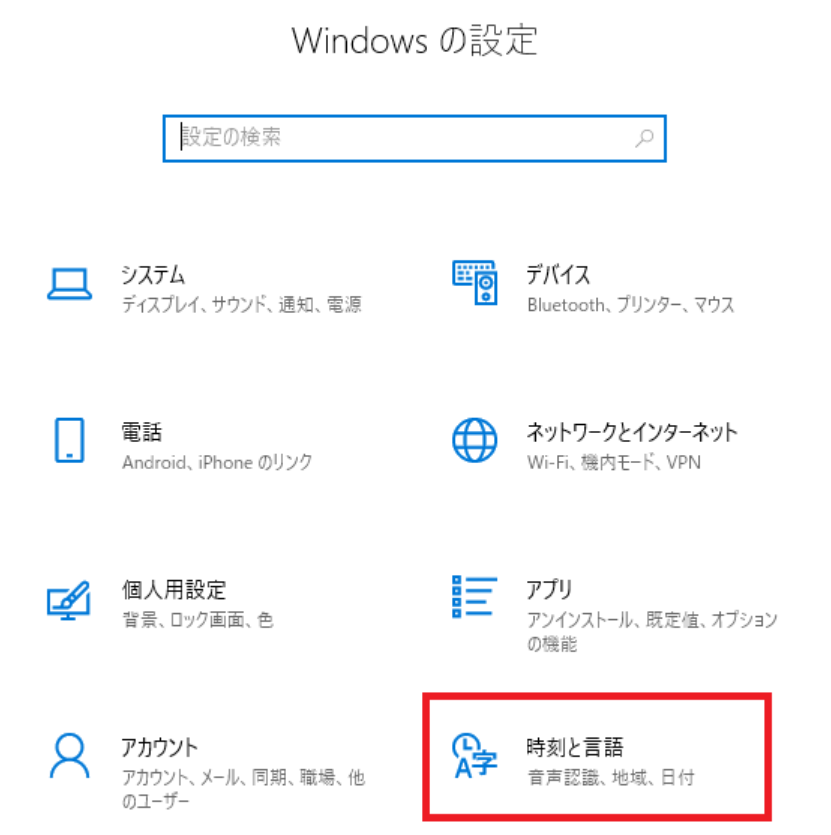 Windows の設定
設定の検索
システム
ディスプレイ、サウンド、通知、電源
デバイス
Bluetooth、プリンター、マウス
電話
Android、iPhone のリンク
ネットワークとインターネット
Wi-Fi、機内モード、VPN
個人用設定
背景、ロック画面、色
アプリ
アンインストール、既定値、オプション
の機能
アカウント
アカウント、メール、同期、職場、他
のユーザー
時刻と言語
音声認識、地域、日付